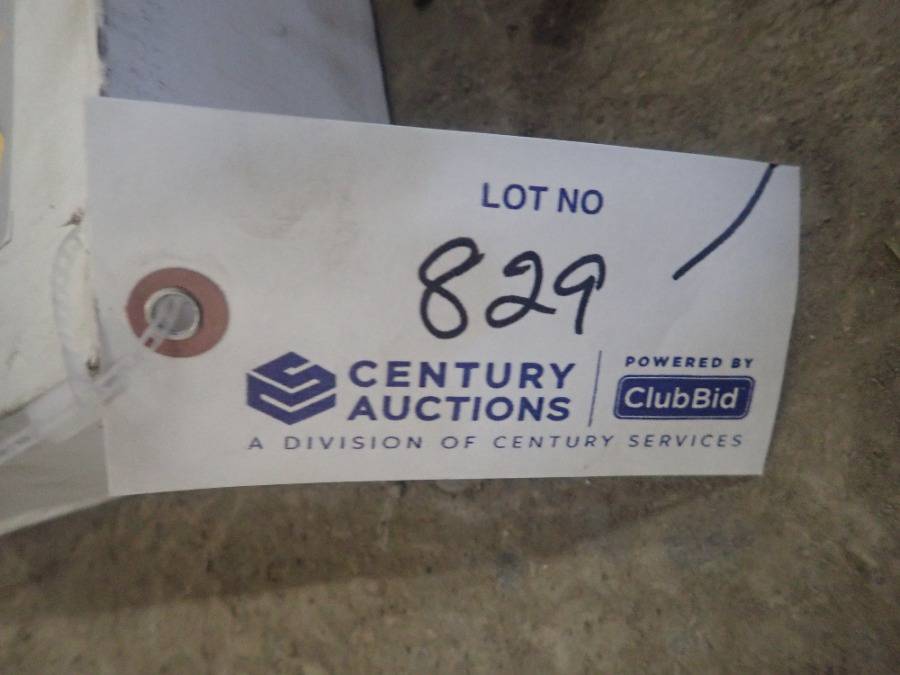 LOT NO
829
CENTURY
AUCTIONS
POWERED BY
ClubBid
A DIVISION OF CENTURY SERVICES